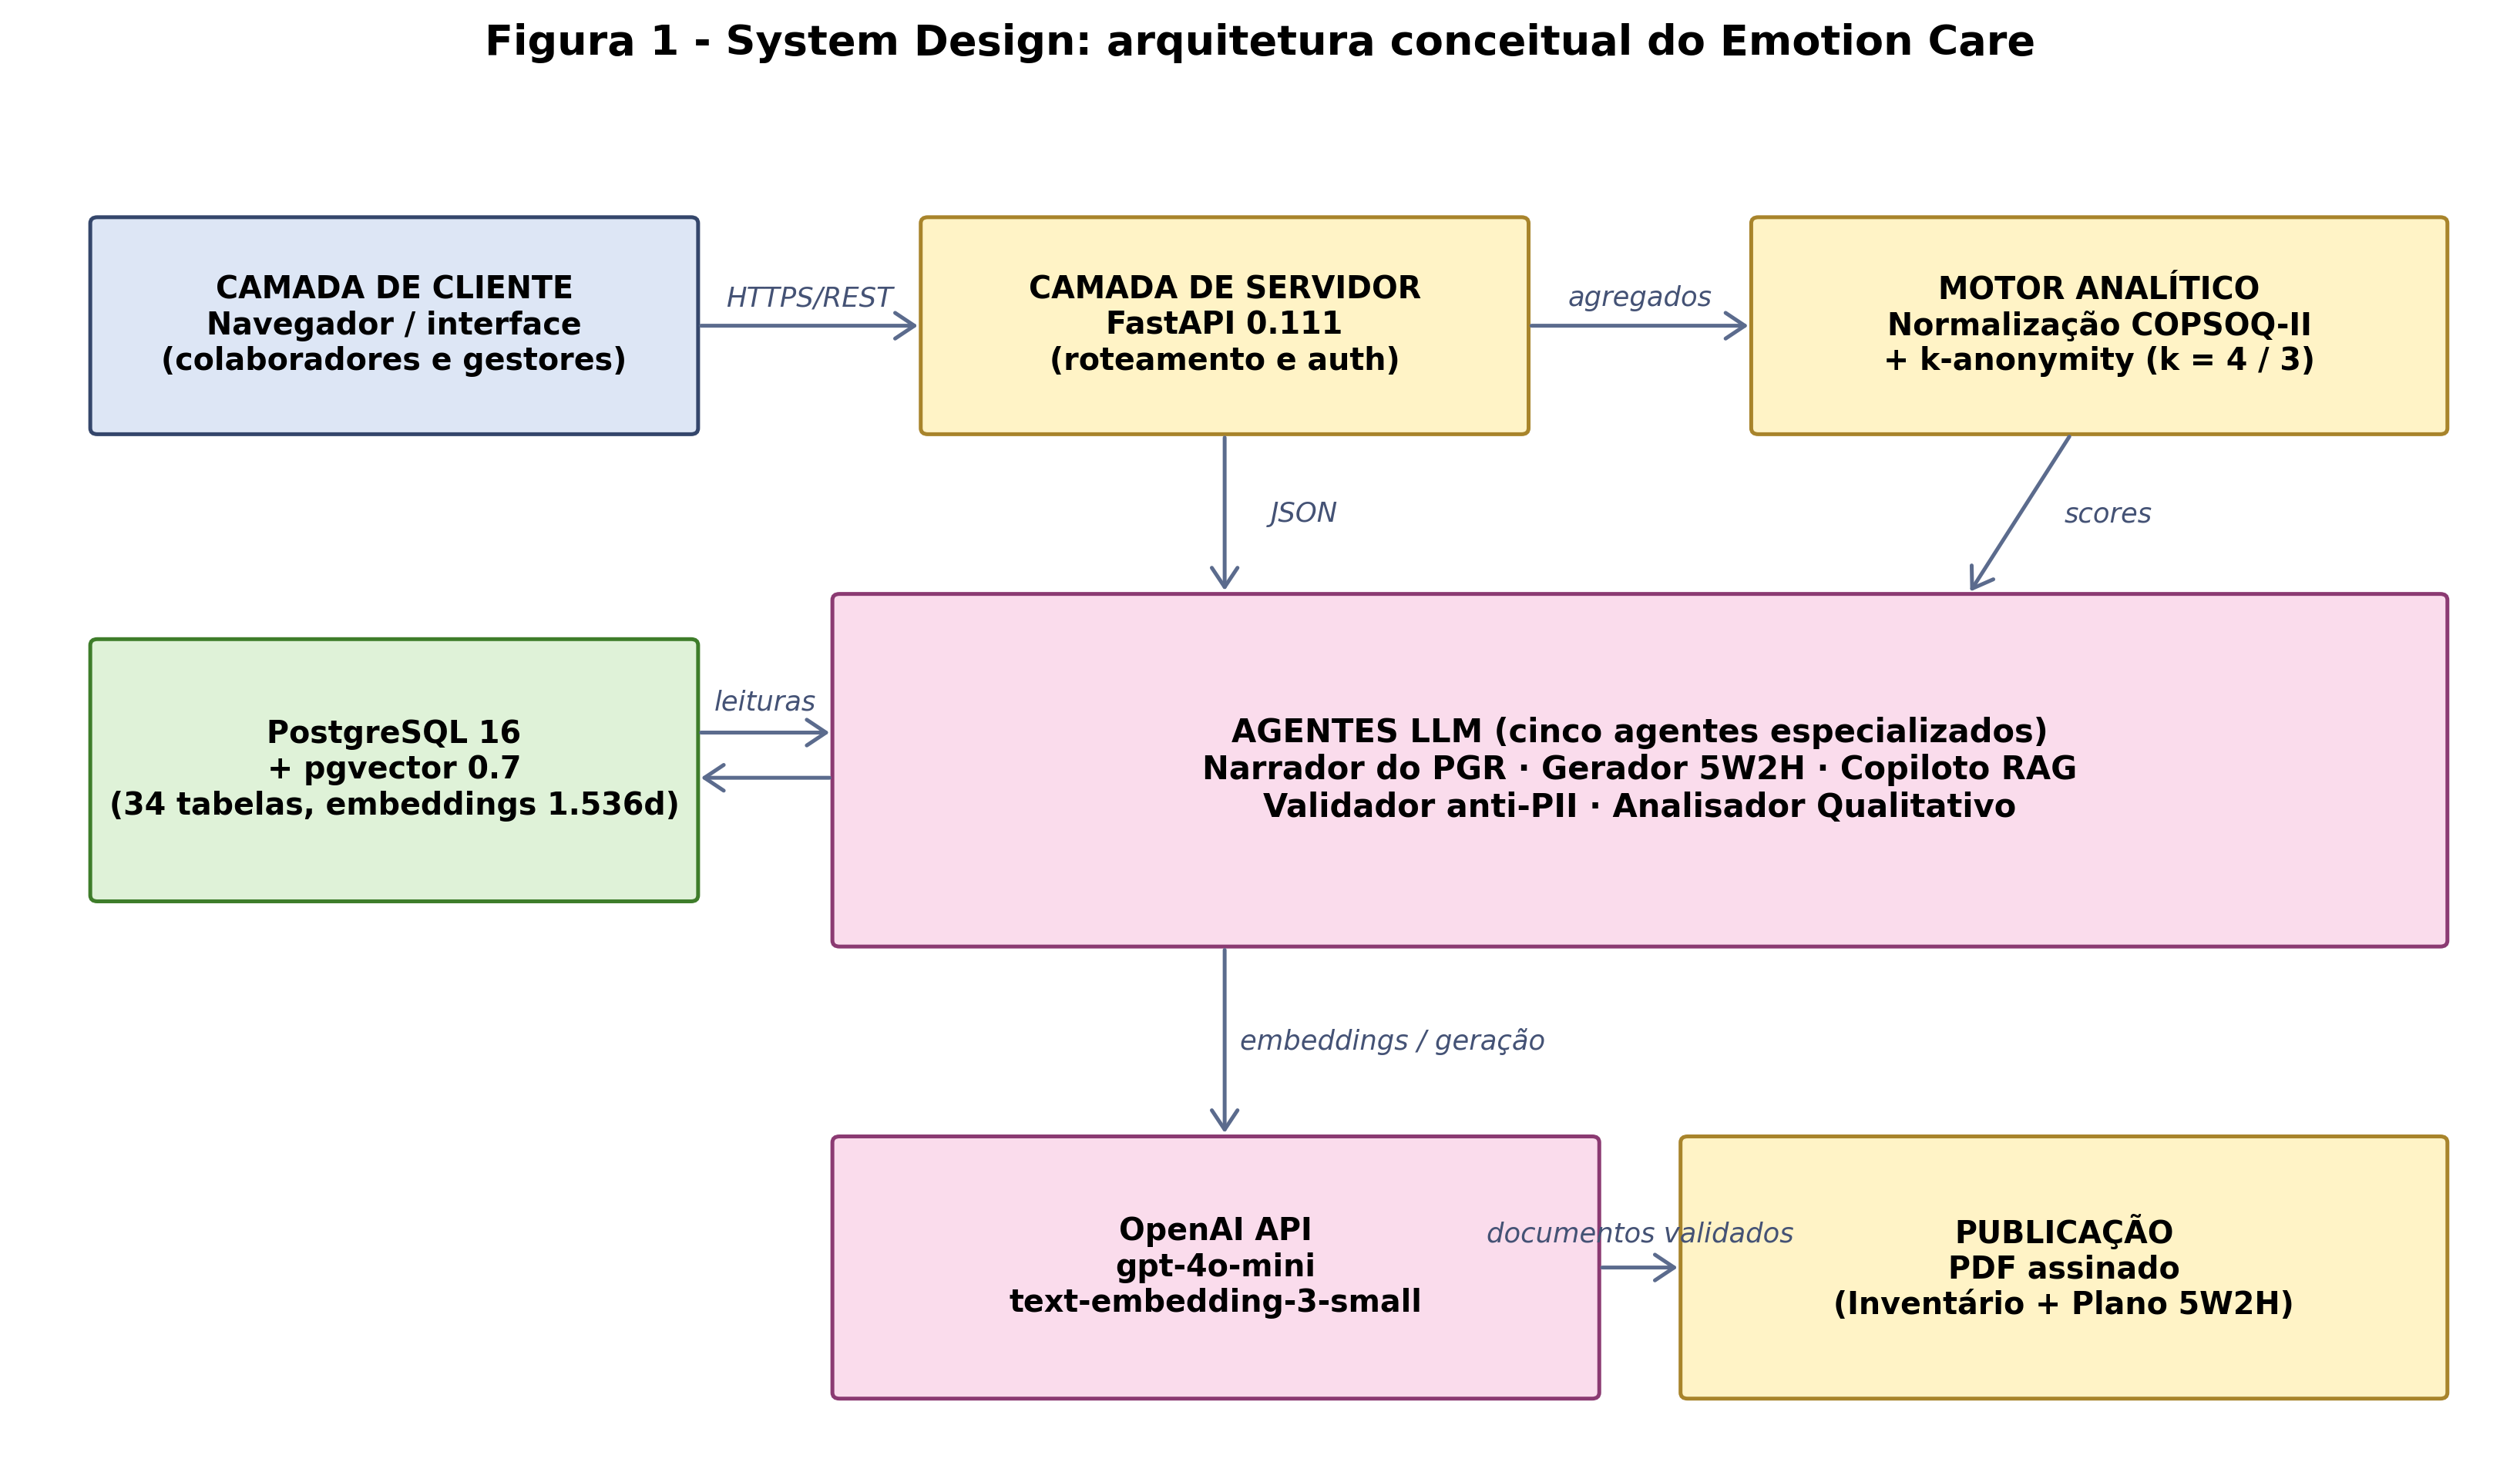 Figura 1 - System Design: arquitetura conceitual do Emotion Care
CAMADA DE CLIENTE
Navegador / interface
(colaboradores e gestores)
HTTPS/REST
CAMADA DE SERVIDOR
FastAPI 0.111
(roteamento e auth)
agregados
MOTOR ANALÍTICO
Normalização COPSOQ-II
+ k-anonymity (k = 4 / 3)
JSON
scores
PostgreSQL 16
+ pgvector 0.7
(34 tabelas, embeddings 1.536d)
leituras
AGENTES LLM (cinco agentes especializados)
Narrador do PGR · Gerador 5W2H · Copiloto RAG
Validador anti-PII · Analisador Qualitativo
embeddings / geração
OpenAI API
gpt-4o-mini
text-embedding-3-small
documentos validados
PUBLICAÇÃO
PDF assinado
(Inventário + Plano 5W2H)